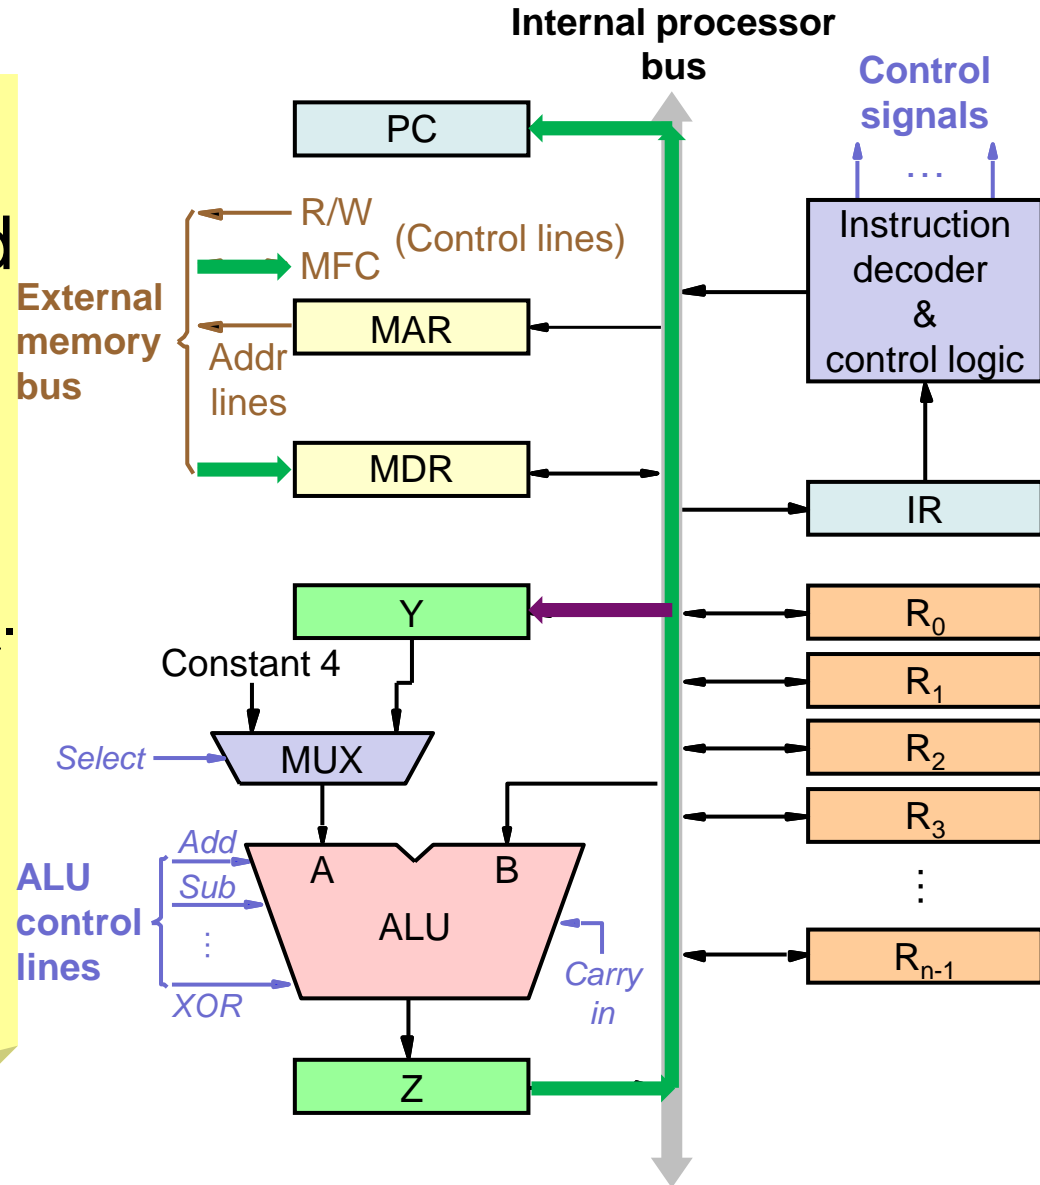 Internal processor
bus
Control
signals
...
PC
R/W
MFC
(Control lines)
d
External
memory
bus
MAR
Addr
lines
MDR
Instruction
decoder
&
control logic
IR
Y
.
Constant 4
MUX
Select
R0
R1
R2
R3
...
Rn-1
ALU
control
lines
Add
Sub
...
XOR
A
B
ALU
Carry
in
Z